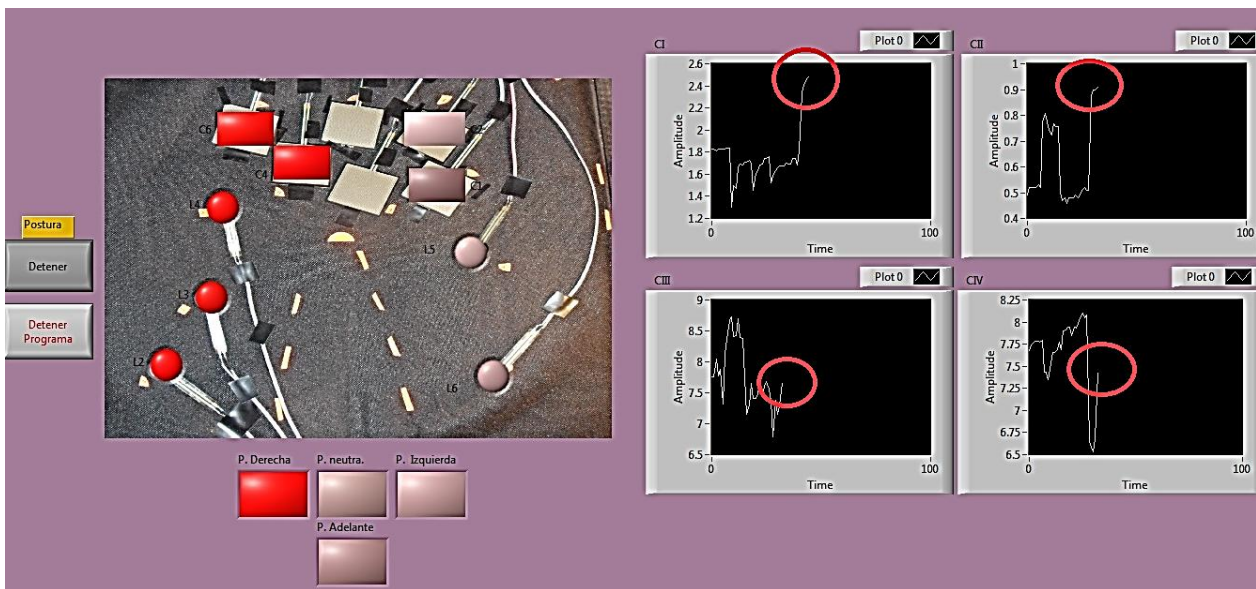 Postura
Detener
Detener
Programa
C6
C4
C1
L4
L3
L2
L5
L6
P. Derecha
P. neutra.
P. Izquierda
P. Adelante
CI
Plot 0
Amplitude
2.6
2.4
2.2
2
1.8
1.6
1.4
1.2
0
100
Time
CII
Plot 0
Amplitude
1
0.9
0.8
0.7
0.6
0.5
0.4
0
100
Time
CIII
Plot 0
Amplitude
9
8.5
8
7.5
7
6.5
0
100
Time
CIV
Plot 0
Amplitude
8.25
8
7.75
7.5
7.25
7
6.75
6.5
0
100
Time